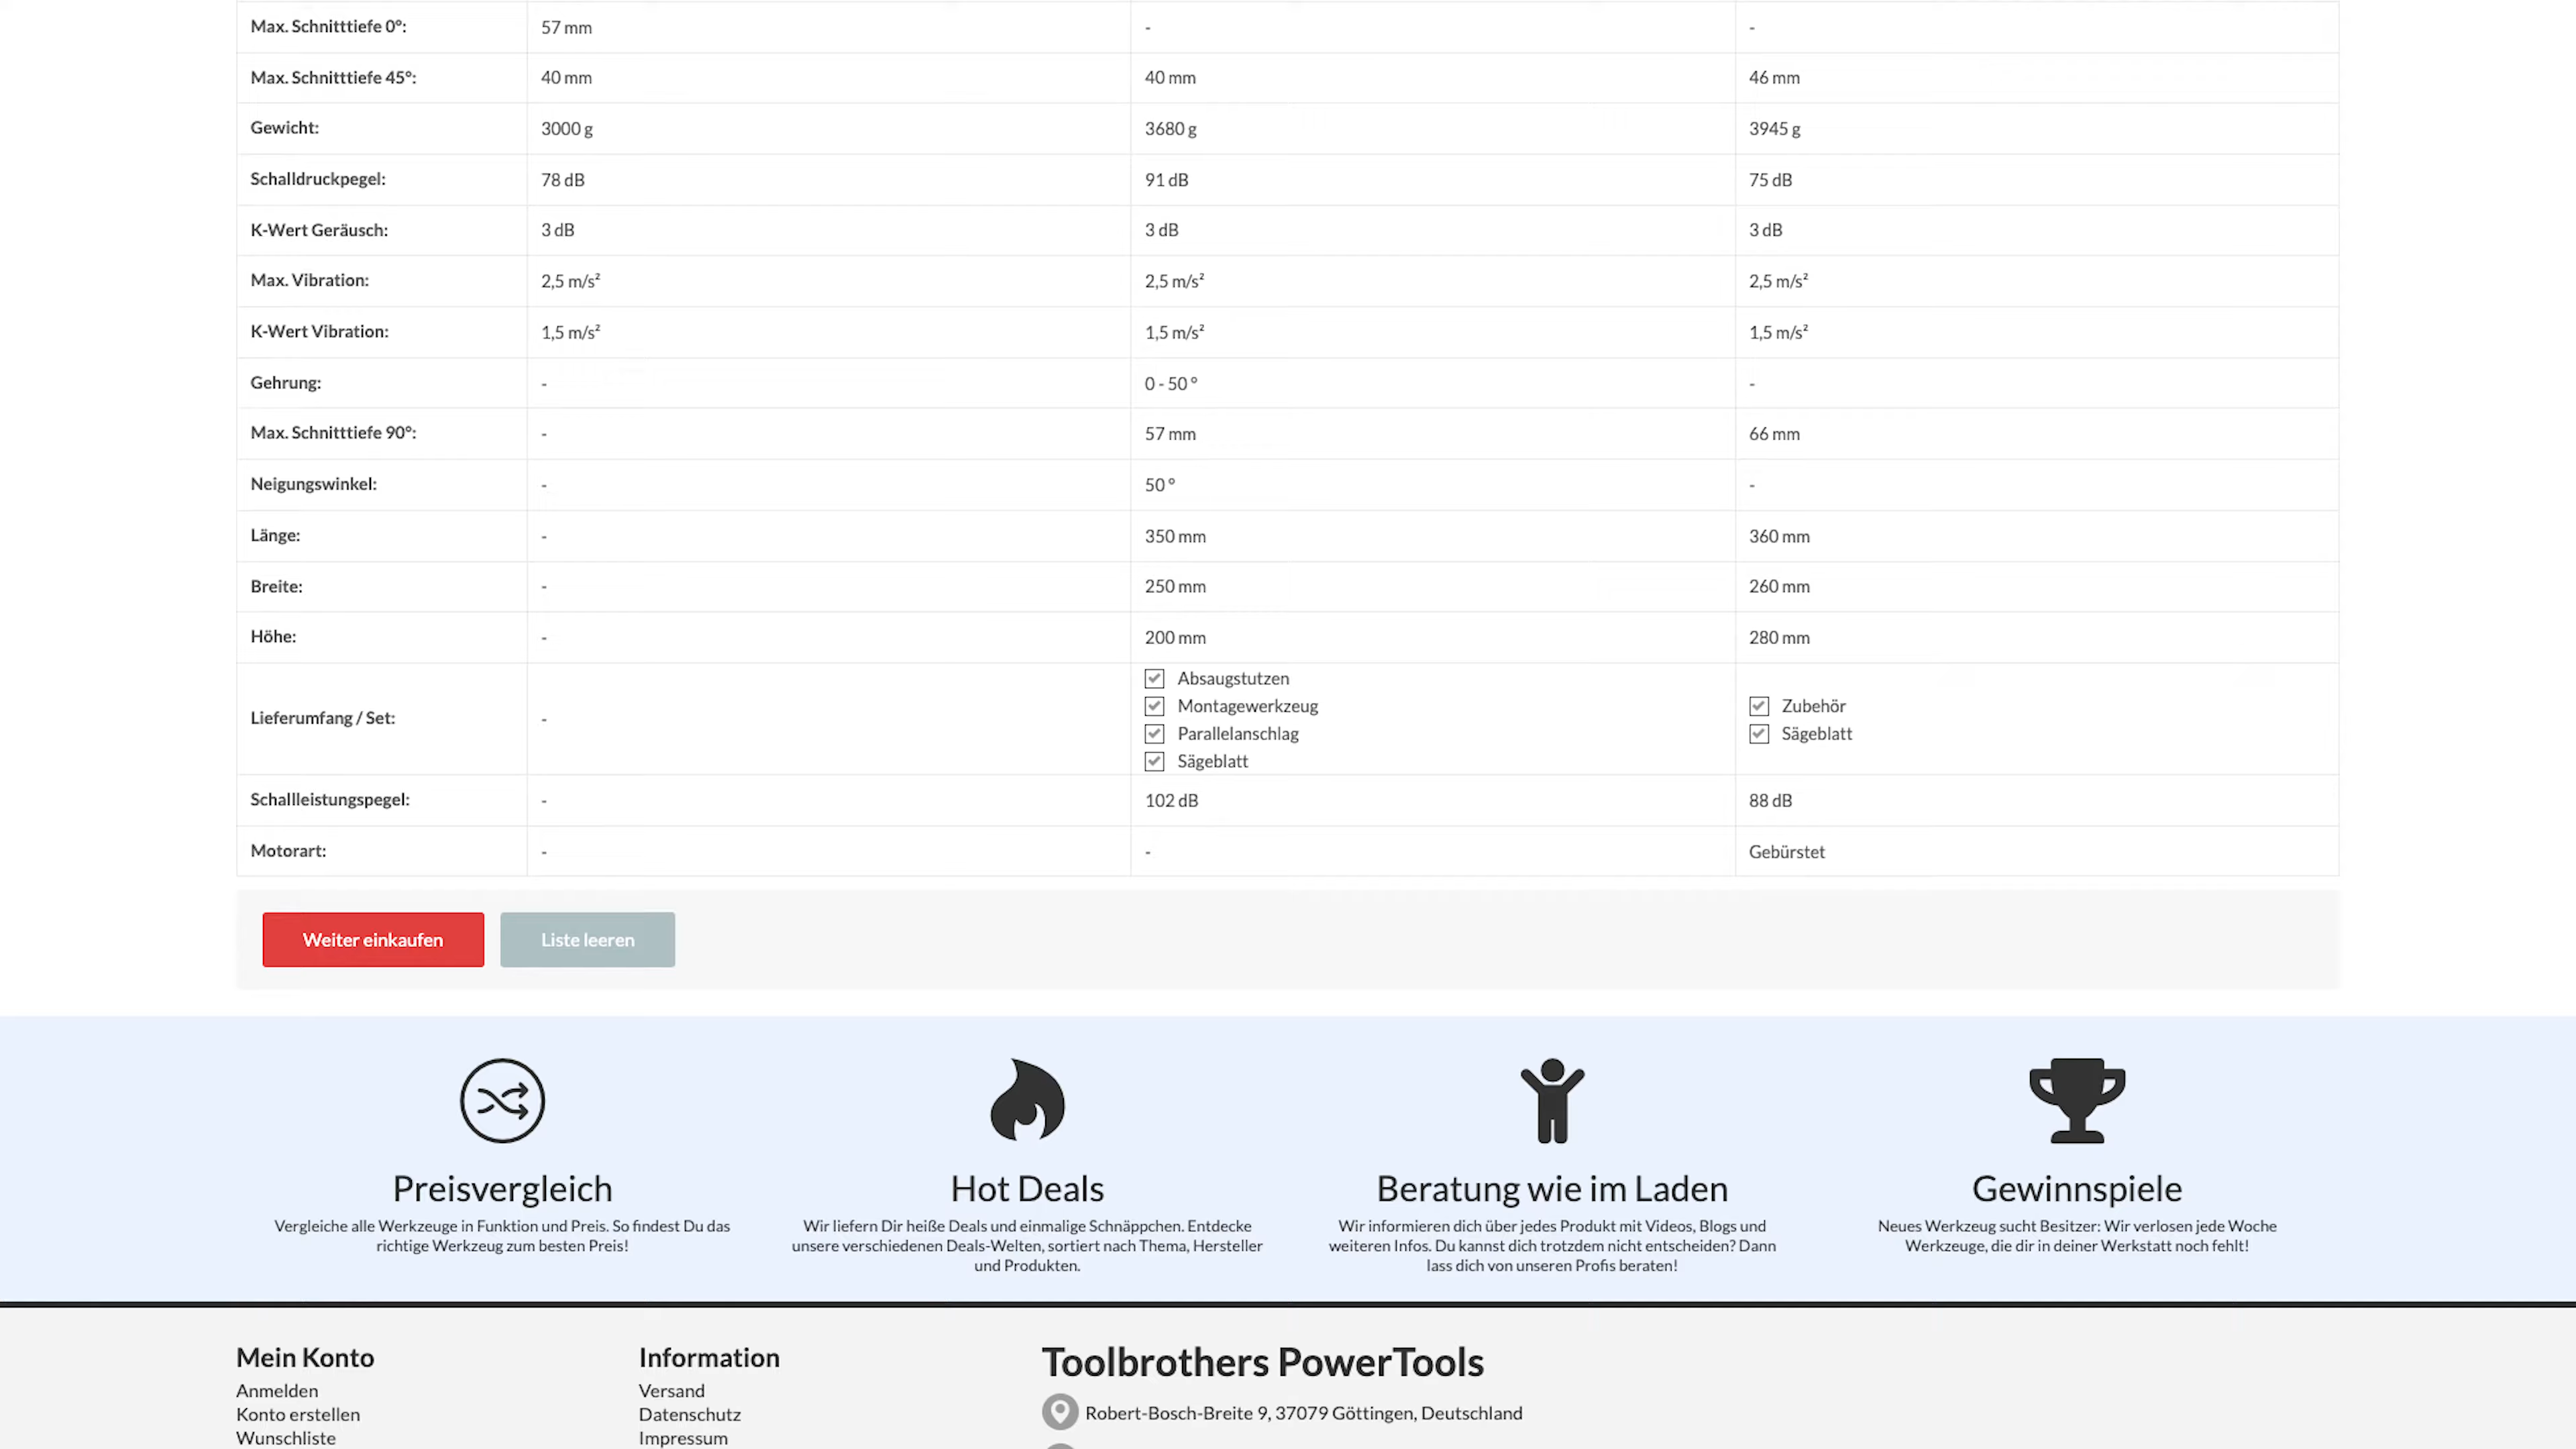 Max. Schnitttiefe 0°: 57 mm - -
Max. Schnitttiefe 45°: 40 mm 40 mm 46 mm
Gewicht: 3000 g 3680 g 3945 g
Schalldruckpegel: 78 dB 91 dB 75 dB
K-Wert Geräusch: 3 dB 3 dB 3 dB
Max. Vibration: 2,5 m/s² 2,5 m/s² 2,5 m/s²
K-Wert Vibration: 1,5 m/s² 1,5 m/s² 1,5 m/s²
Gehrung: - 0 - 50 ° -
Max. Schnitttiefe 90°: - 57 mm 66 mm
Neigungswinkel: - 50 ° -
Länge: - 350 mm 360 mm
Breite: - 250 mm 260 mm
Höhe: - 200 mm 280 mm
Lieferumfang / Set: -
Absaugstutzen
Montagewerkzeug
Parallelanschlag
Sägeblatt
Zubehör
Sägeblatt
Schallleistungspegel: - 102 dB 88 dB
Motorart: - - Gebürstet
Weiter einkaufen
Liste leeren
Preisvergleich
Vergleiche alle Werkzeuge in Funktion und Preis. So findest Du das
richtige Werkzeug zum besten Preis!
Hot Deals
Wir liefern Dir heiße Deals und einmalige Schnäppchen. Entdecke
unsere verschiedenen Deals-Welten, sortiert nach Thema, Hersteller
und Produkten.
Beratung wie im Laden
Wir informieren dich über jedes Produkt mit Videos, Blogs und
weiteren Infos. Du kannst dich trotzdem nicht entscheiden? Dann
lass dich von unseren Profis beraten!
Gewinnspiele
Neues Werkzeug sucht Besitzer: Wir verlosen jede Woche
Werkzeuge, die dir in deiner Werkstatt noch fehlt!
Mein Konto
Anmelden
Konto erstellen
Wunschliste
Information
Versand
Datenschutz
Impressum
Toolbrothers PowerTools
Robert-Bosch-Breite 9, 37079 Göttingen, Deutschland